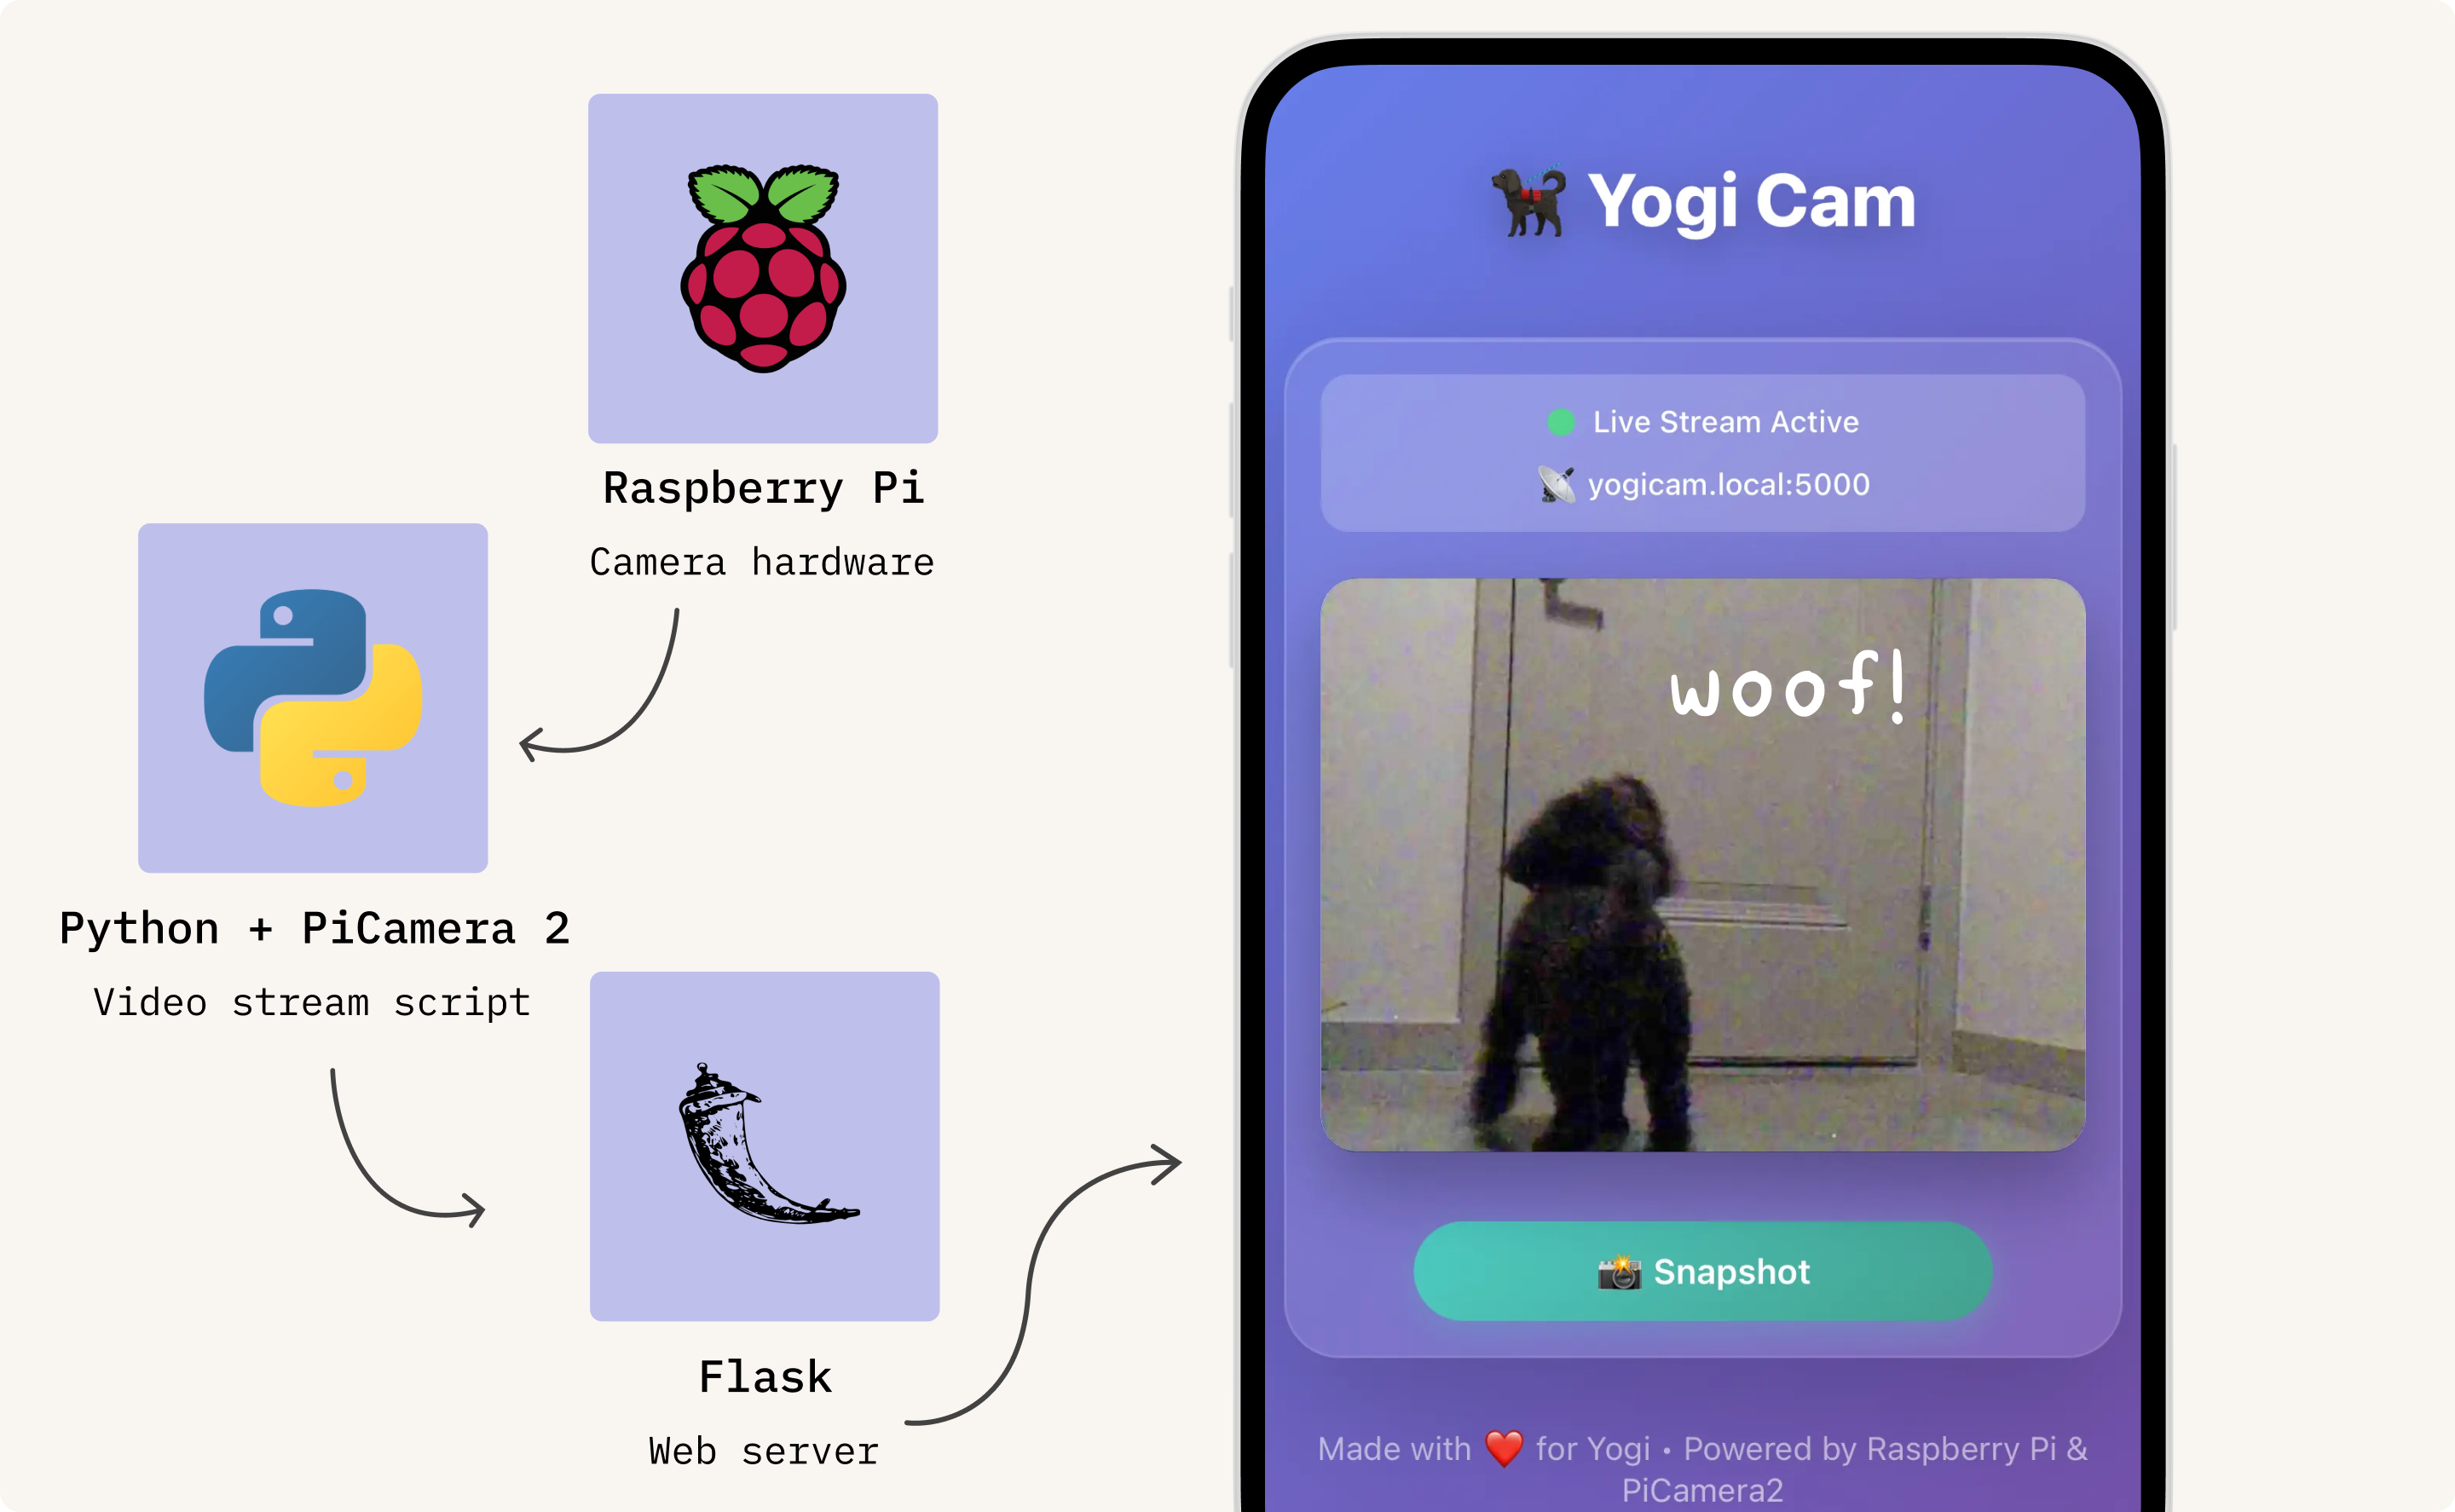 Raspberry Pi
Camera hardware
Python + PiCamera 2
Video stream script
Flask
Web server
Yogi Cam
Live Stream Active
yogicam.local:5000
woof!
Snapshot
Made with ❤️ for Yogi • Powered by Raspberry Pi &
PiCamera2